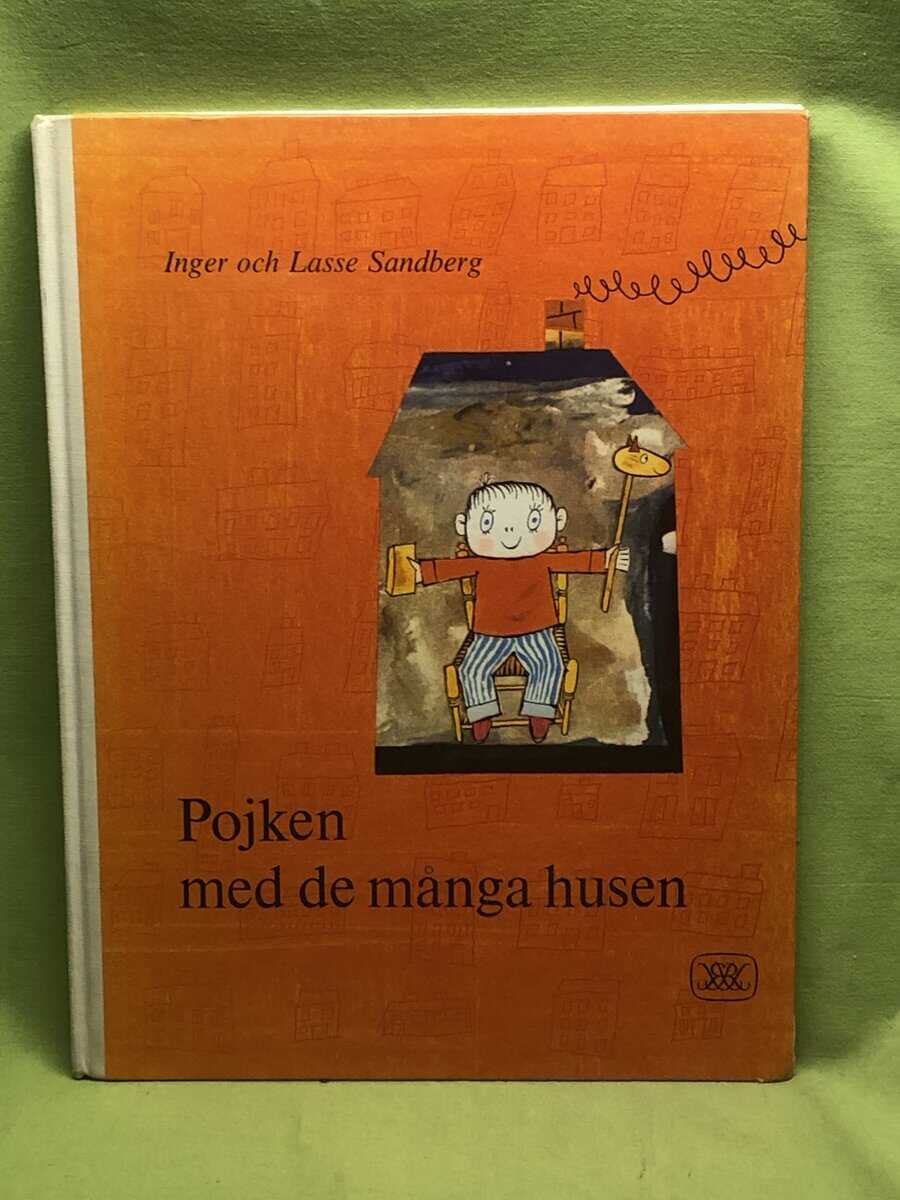 Inger och Lasse Sandberg
Pojken
med de många husen